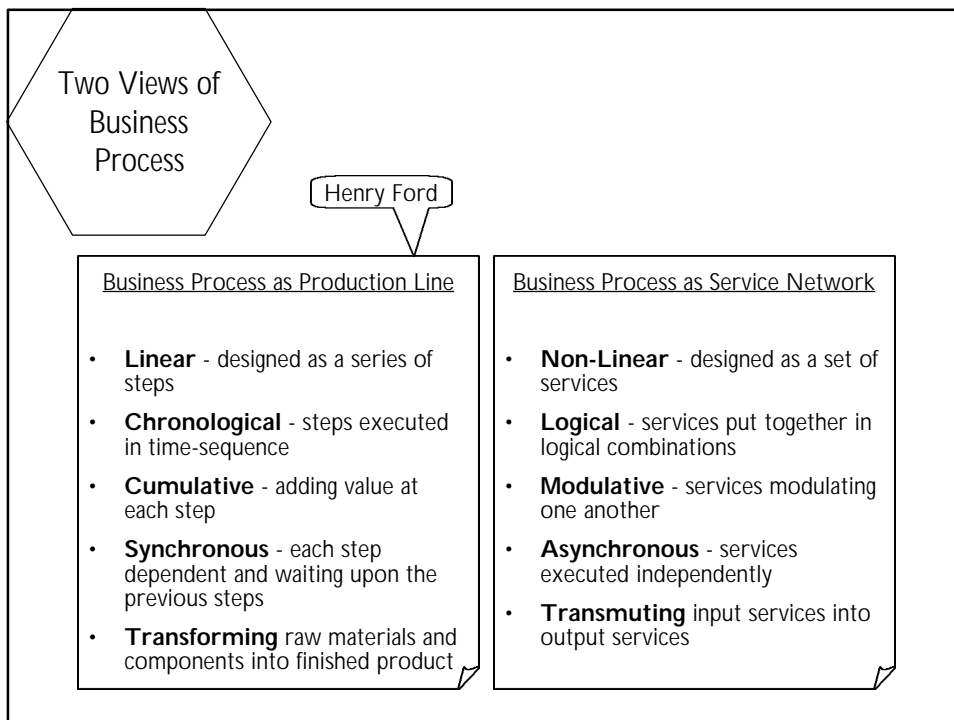 Two Views of
Business
Process
Henry Ford
Business Process as Production Line
• Linear - designed as a series of
steps
• Chronological - steps executed
in time-sequence
• Cumulative - adding value at
each step
• Synchronous - each step
dependent and waiting upon the
previous steps
• Transforming raw materials and
components into finished product
Business Process as Service Network
• Non-Linear - designed as a set of
services
• Logical - services put together in
logical combinations
• Modulative - services modulating
one another
• Asynchronous - services
executed independently
• Transmuting input services into
output services